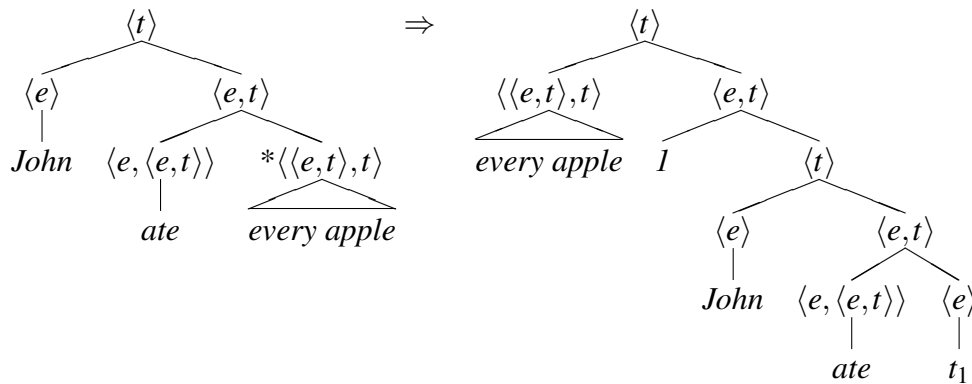 ⟨t⟩ ⇒ ⟨t⟩
⟨e⟩ ⟨e,t⟩ ⟨⟨e,t⟩,t⟩ ⟨e,t⟩
John ⟨e,⟨e,t⟩⟩ *⟨⟨e,t⟩,t⟩ every apple 1 ⟨t⟩
ate every apple ⟨e⟩ ⟨e,t⟩
John ⟨e,⟨e,t⟩⟩ ⟨e⟩
ate t₁